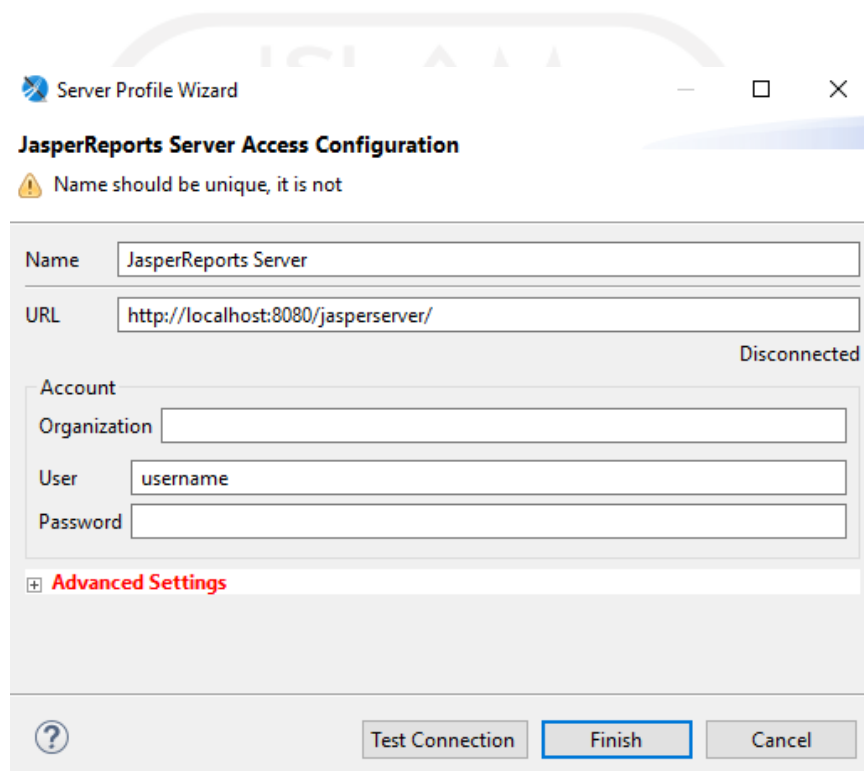 ISLAM
Server Profile Wizard
JasperReports Server Access Configuration
Name should be unique, it is not
Name JasperReports Server
URL http://localhost:8080/jasperserver/
Disconnected
Account
Organization
User username
Password
Advanced Settings
Test Connection Finish Cancel